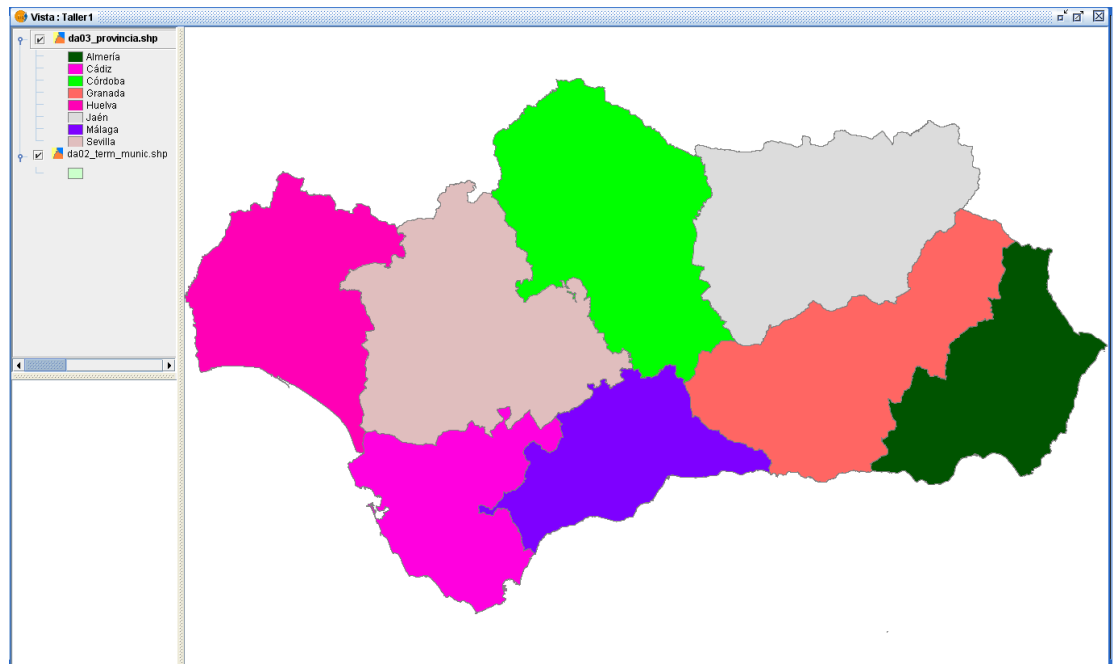 Vista : Taller1
da03_provincia.shp
Almería
Cádiz
Córdoba
Granada
Huelva
Jaén
Málaga
Sevilla
da02_term_munic.shp